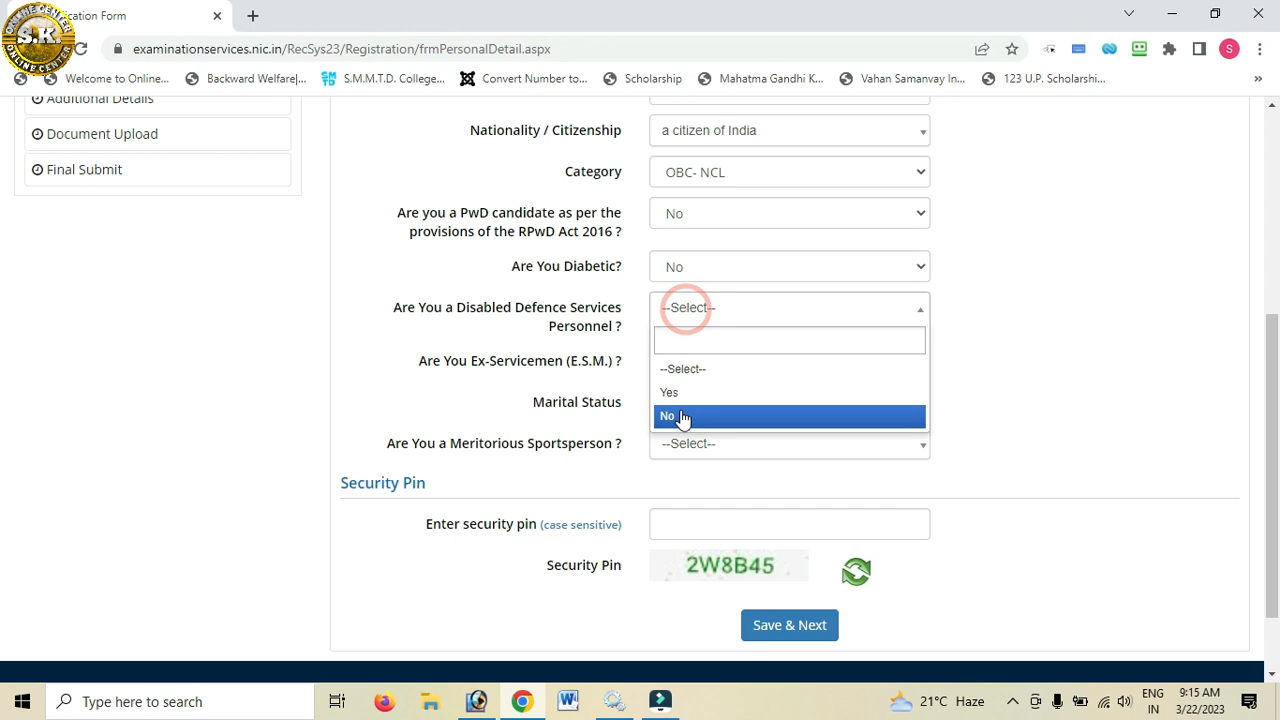 ication Form
examinationservices.nic.in/RecSys23/Registration/frmPersonalDetail.aspx
S
S.K.
ONLINE CENTER
ONLINE CENTER
Welcome to Online...
Backward Welfare|...
S.M.M.T.D. College...
Convert Number to...
Scholarship
Mahatma Gandhi K...
Vahan Samanvay In...
123 U.P. Scholarshi...
»
Additional Details
Document Upload
Final Submit
Nationality / Citizenship
a citizen of India
Category
OBC- NCL
Are you a PwD candidate as per the
provisions of the RPwD Act 2016 ?
No
Are You Diabetic?
No
Are You a Disabled Defence Services
Personnel ?
--Select--
--Select--
Yes
No
Are You Ex-Servicemen (E.S.M.) ?
Marital Status
Are You a Meritorious Sportsperson ?
--Select--
Security Pin
Enter security pin (case sensitive)
Security Pin
2W8B45
Save & Next
Type here to search
21°C Haze
ENG
IN
9:15 AM
3/22/2023